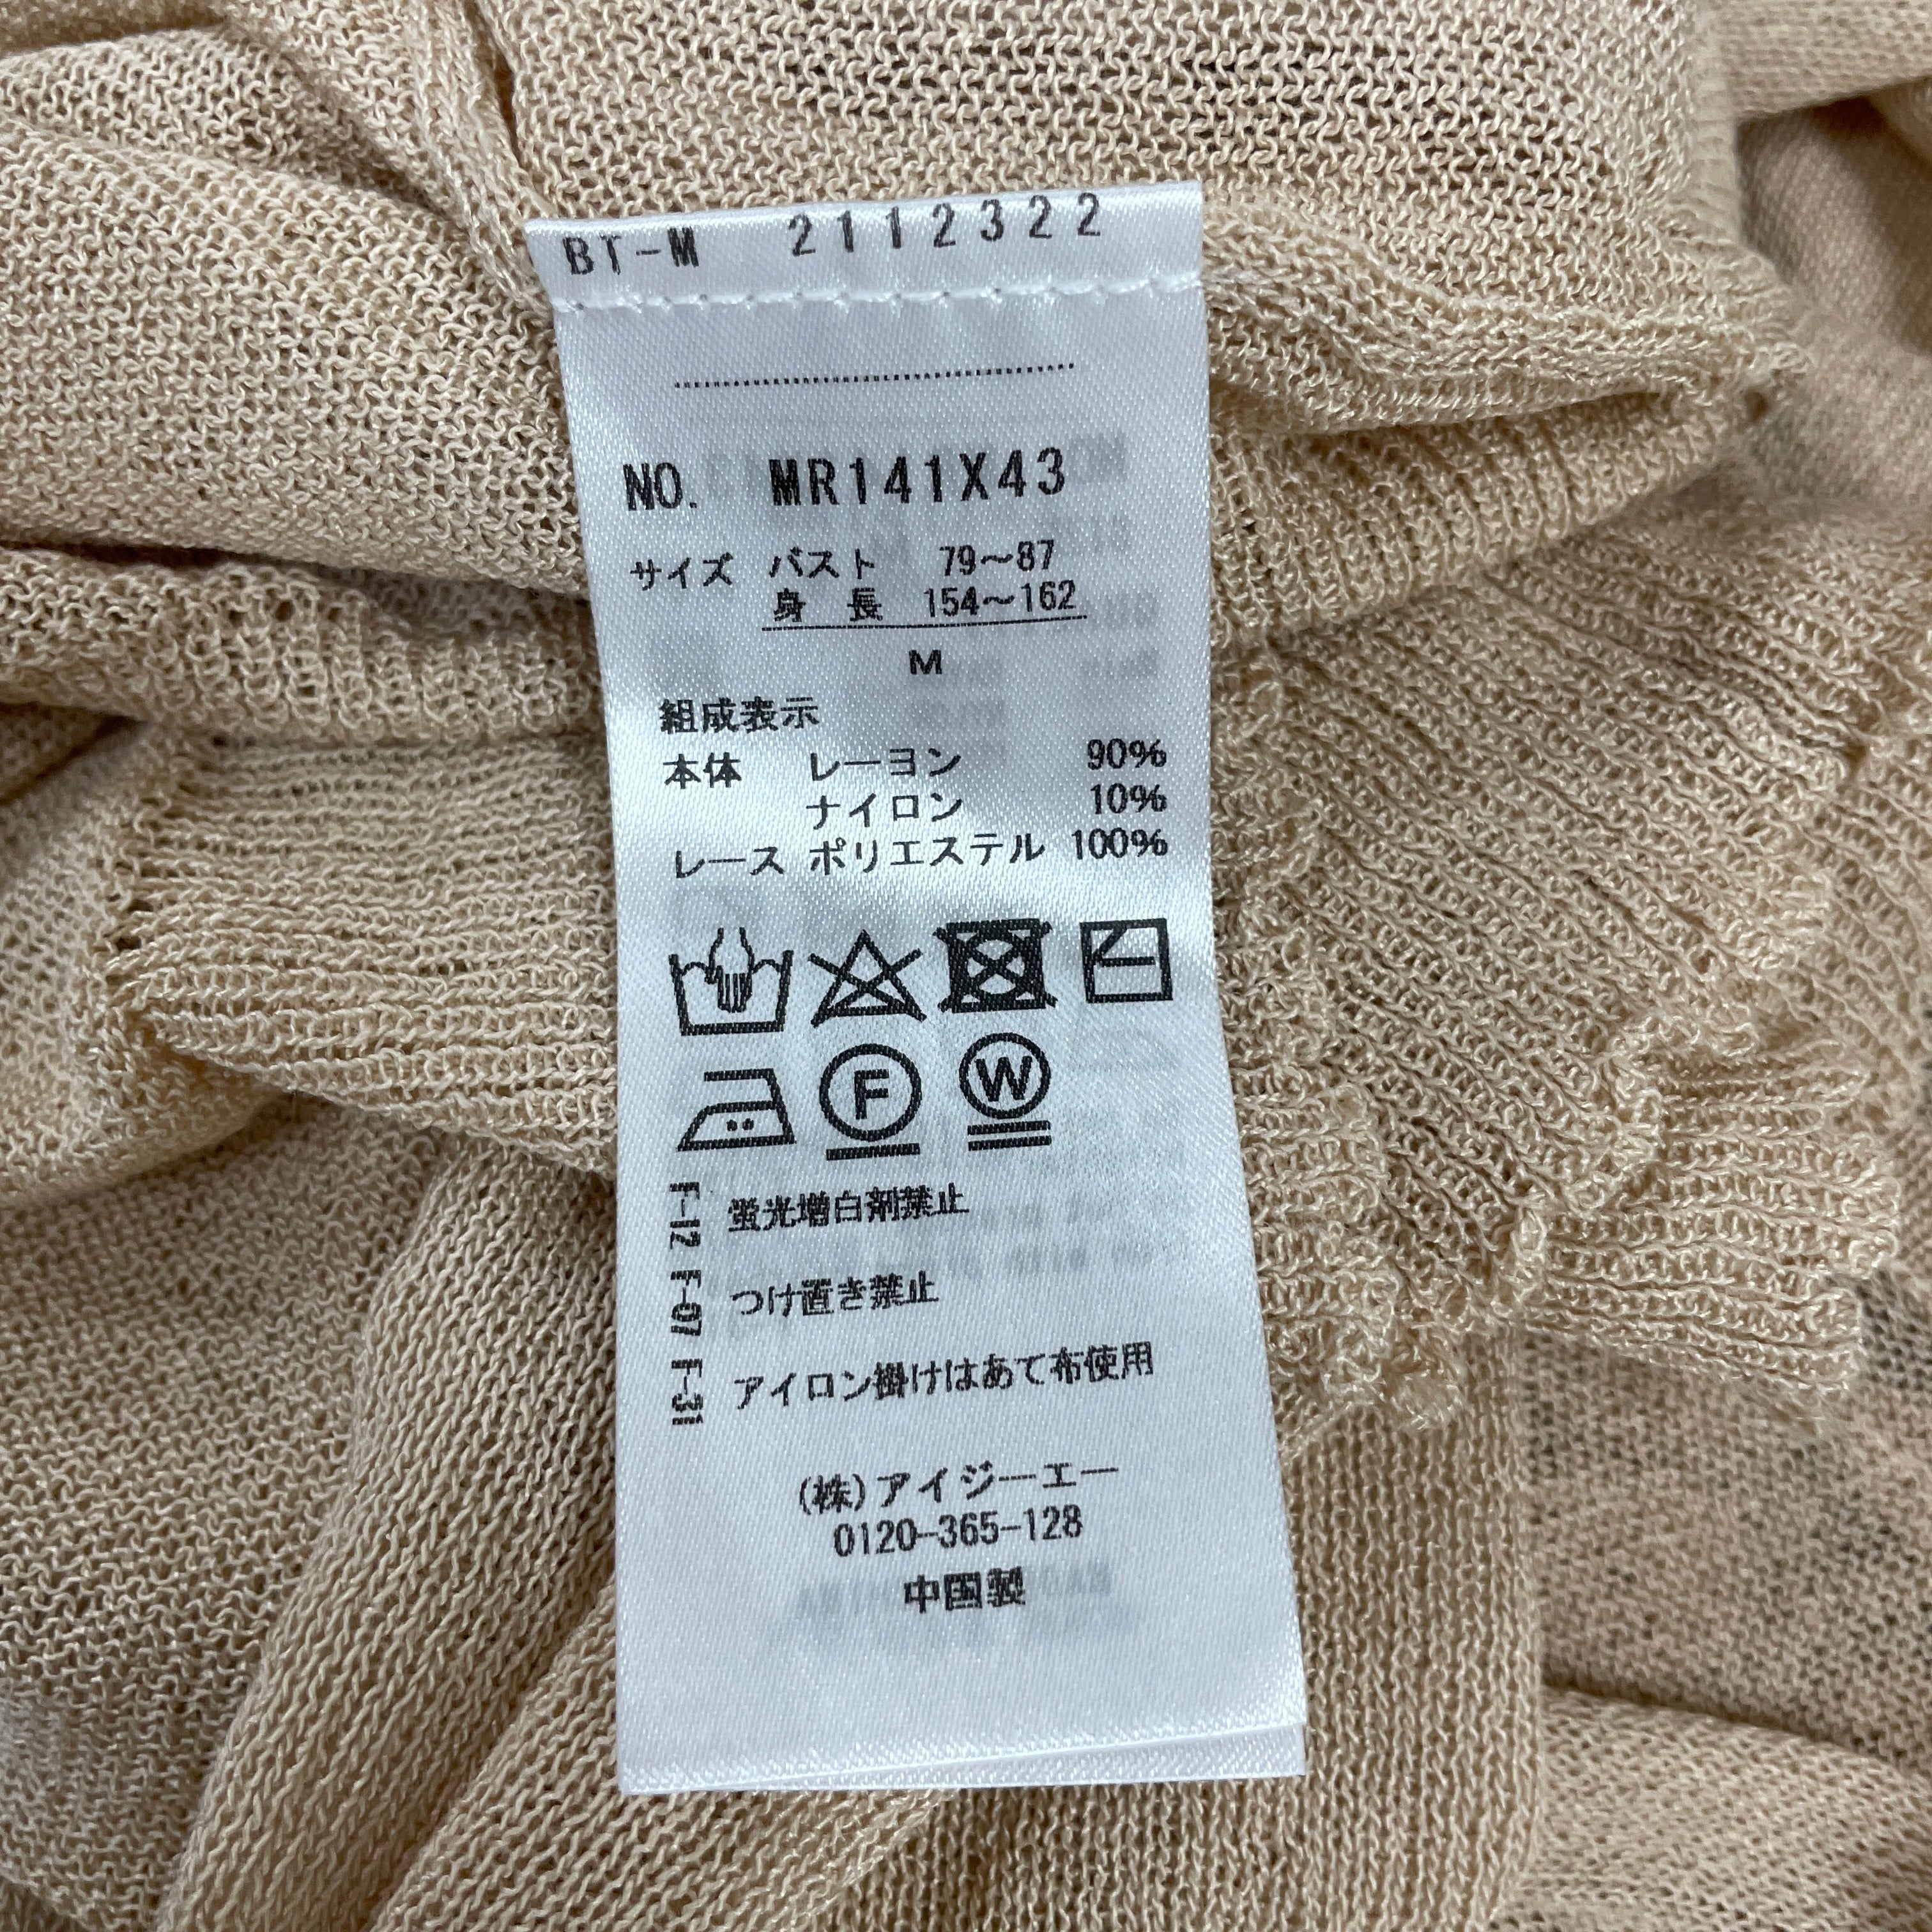 BT-M 2112322
NO. MR141X43
サイズ バスト 79〜87
身長 154〜162
M
組成表示
本体 レーヨン 90%
ナイロン 10%
レース ポリエステル 100%
F
W
F-12 蛍光増白剤禁止
F-07 つけ置き禁止
F-31 アイロン掛けはあて布使用
(株)アイジーエー
0120-365-128
中国製